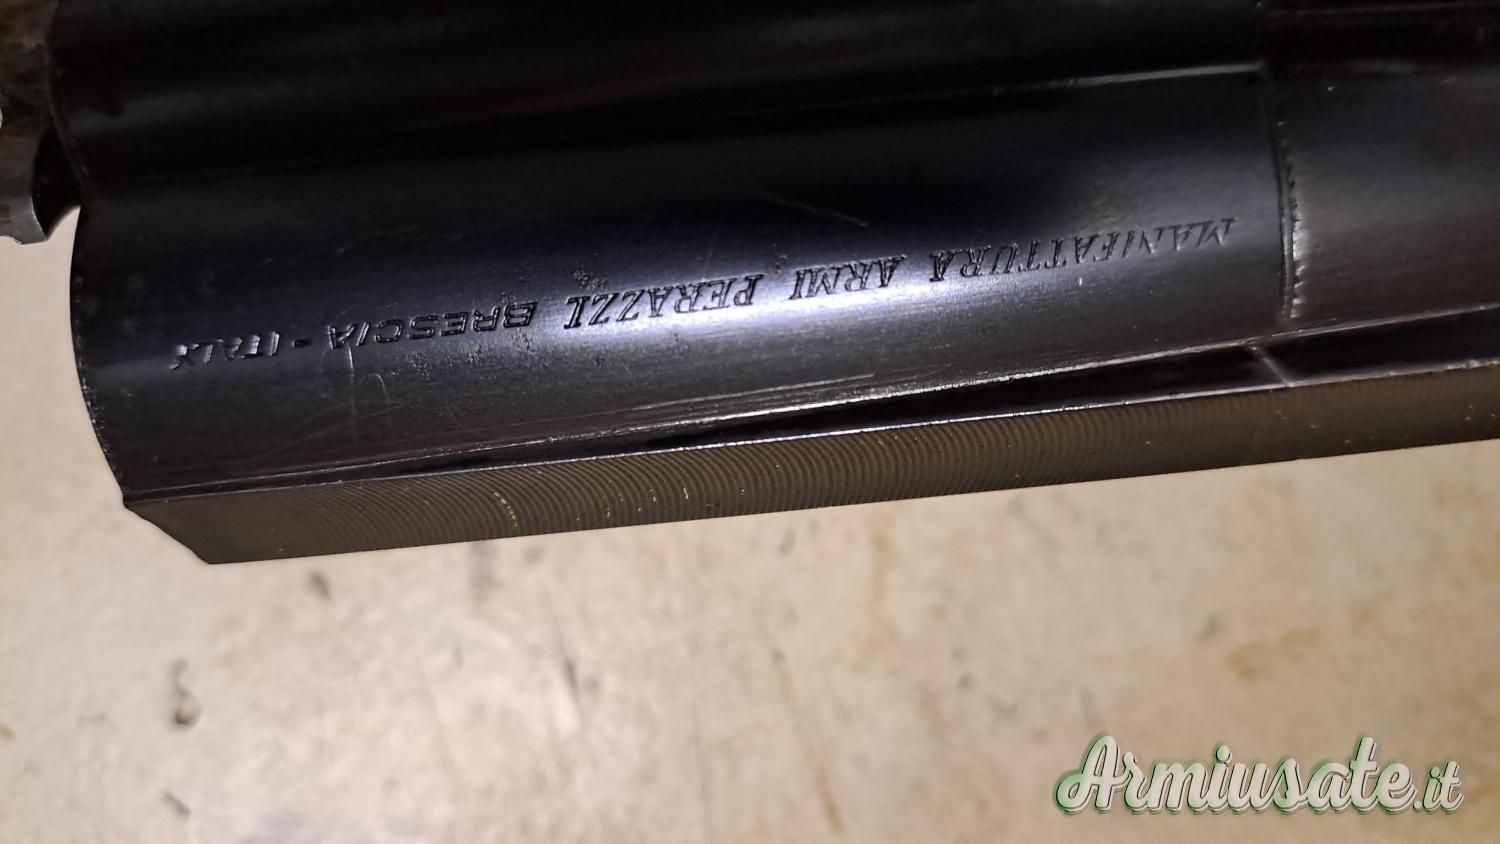 MANIFATTURA ARMI PERAZZI BRESCIA - ITALY
Armiusate.it